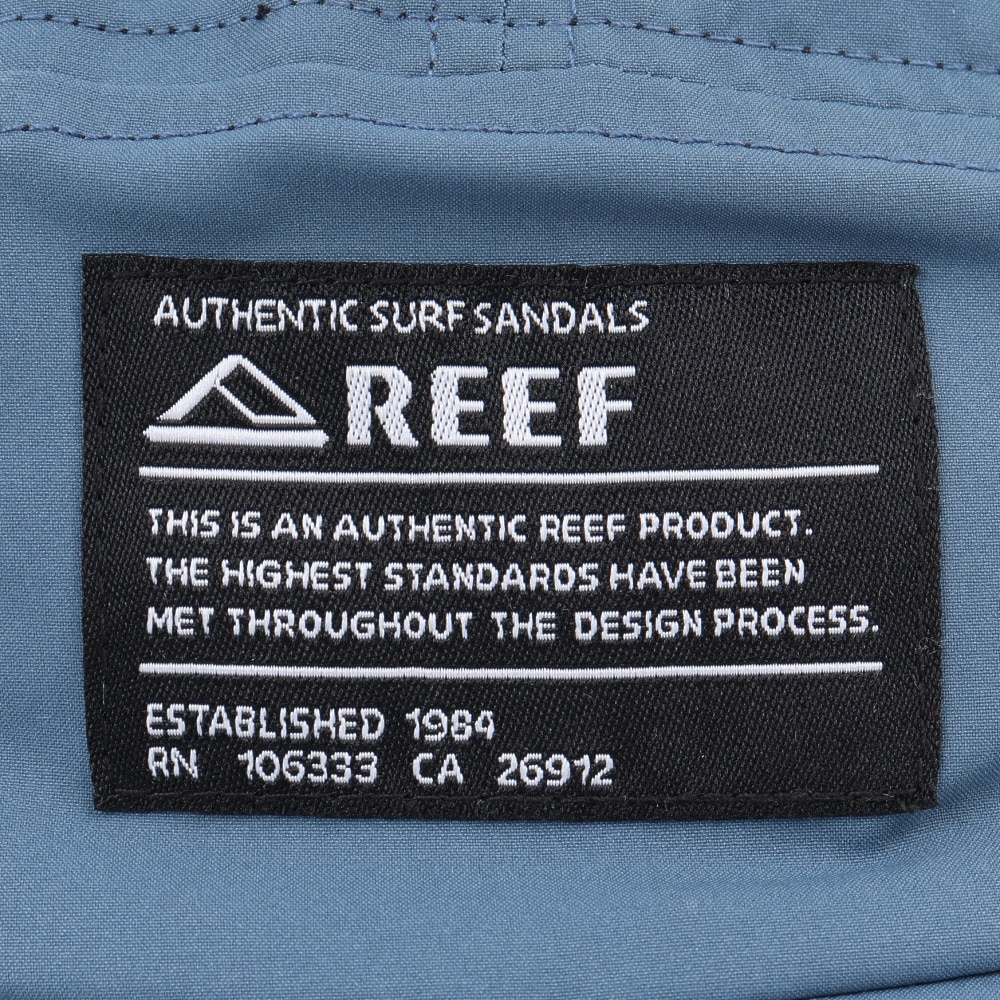 AUTHENTIC SURF SANDALS
REEF
THIS IS AN AUTHENTIC REEF PRODUCT.
THE HIGHEST STANDARDS HAVE BEEN
MET THROUGHOUT THE DESIGN PROCESS.
ESTABLISHED 1984
RN 106333 CA 26912